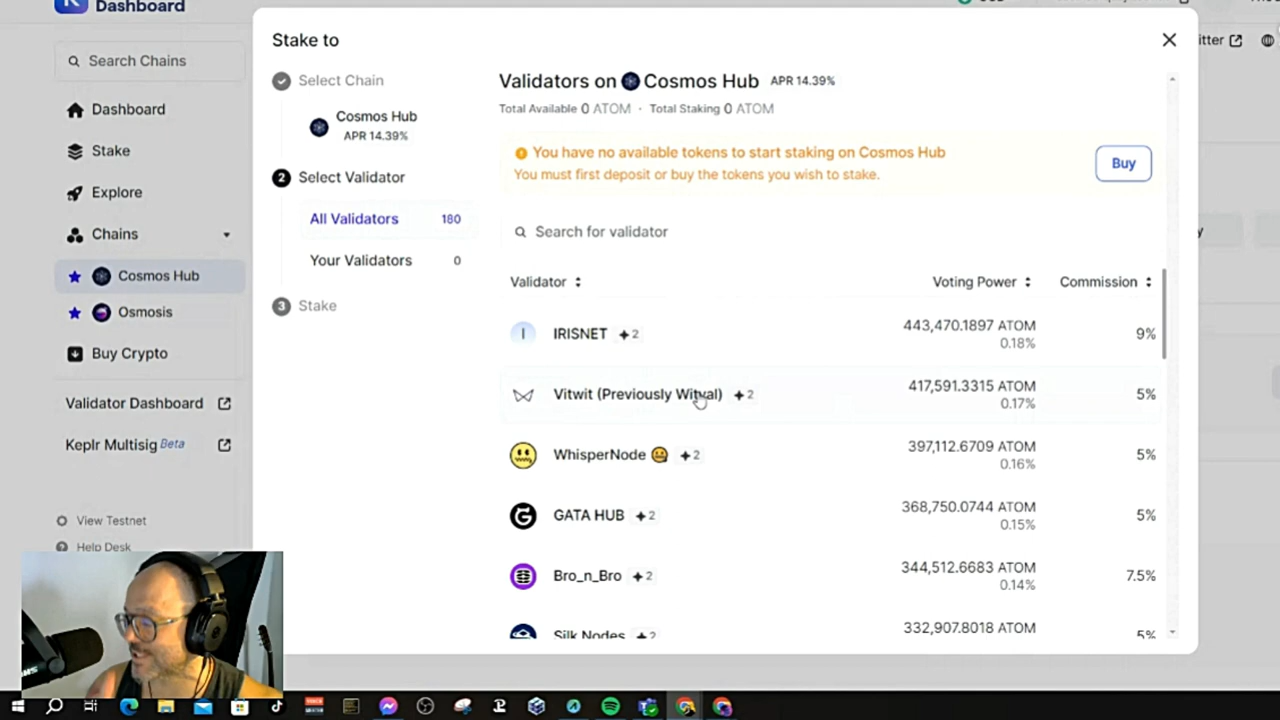 Dashboard
Search Chains
Dashboard
Stake
Explore
Chains
Cosmos Hub
Osmosis
Buy Crypto
Validator Dashboard
Keplr Multisig Beta
View Testnet
Help Desk
Stake to
Select Chain
Cosmos Hub
APR 14.39%
2 Select Validator
All Validators 180
Your Validators 0
3 Stake
Validators on Cosmos Hub APR 14.39%
Total Available 0 ATOM · Total Staking 0 ATOM
You have no available tokens to start staking on Cosmos Hub
You must first deposit or buy the tokens you wish to stake.
Buy
Search for validator
Validator Voting Power Commission
I IRISNET 2 443,470.1897 ATOM 9%
0.18%
Vitwit (Previously Witval) 2 417,591.3315 ATOM 5%
0.17%
WhisperNode 🤐 2 397,112.6709 ATOM 5%
0.16%
GATA HUB 2 368,750.0744 ATOM 5%
0.15%
Bro_n_Bro 2 344,512.6683 ATOM 7.5%
0.14%
Silk Nodes 2 332,907.8018 ATOM 5%